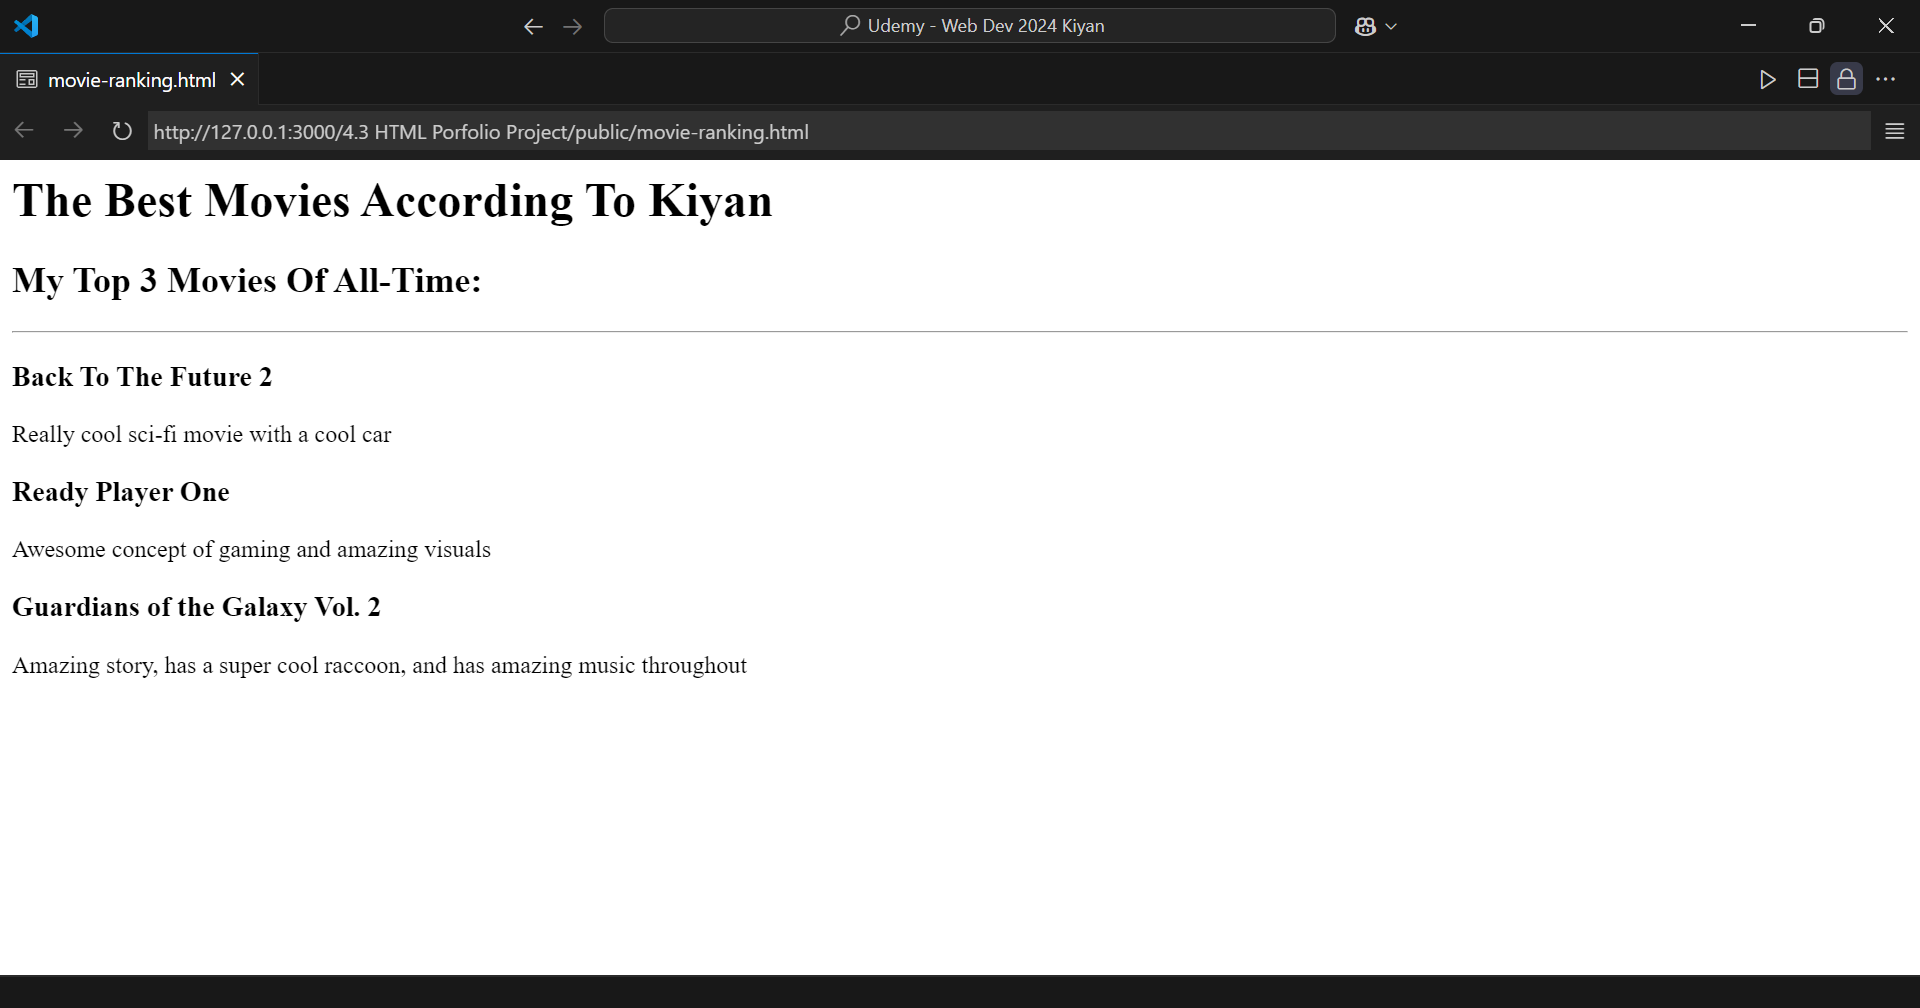 Udemy - Web Dev 2024 Kiyan
movie-ranking.html
http://127.0.0.1:3000/4.3 HTML Porfolio Project/public/movie-ranking.html
The Best Movies According To Kiyan
My Top 3 Movies Of All-Time:
Back To The Future 2
Really cool sci-fi movie with a cool car
Ready Player One
Awesome concept of gaming and amazing visuals
Guardians of the Galaxy Vol. 2
Amazing story, has a super cool raccoon, and has amazing music throughout